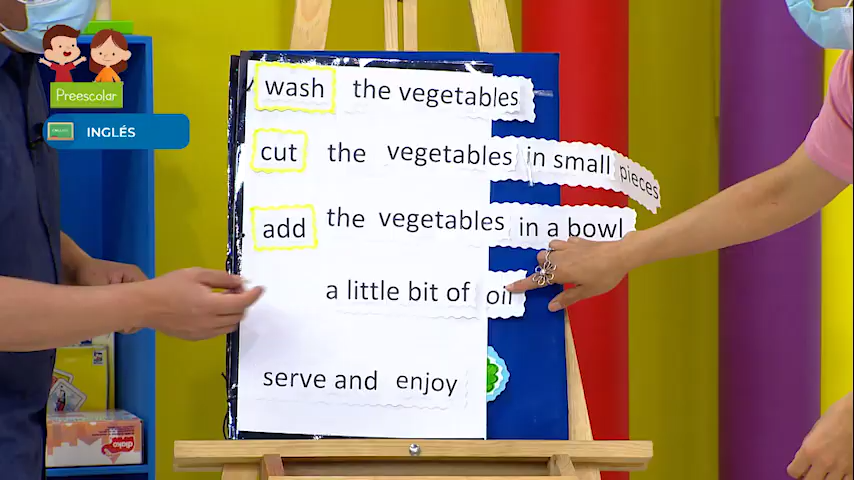 Preescolar
INGLÉS
wash the vegetables
cut the vegetables in small pieces
add the vegetables in a bowl
a little bit of oil
serve and enjoy